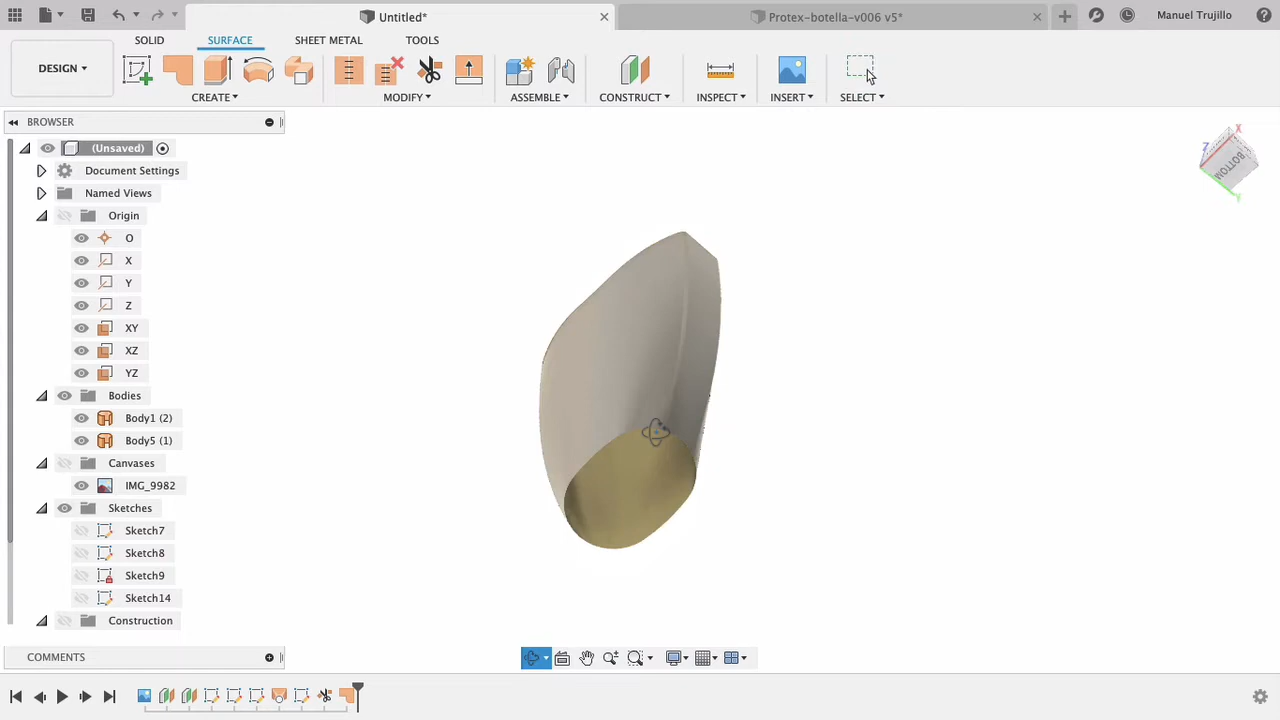 Untitled*
Protex-botella-v006 v5*
Manuel Trujillo
DESIGN
SOLID
SURFACE
SHEET METAL
TOOLS
CREATE
MODIFY
ASSEMBLE
CONSTRUCT
INSPECT
INSERT
SELECT
BROWSER
(Unsaved)
Document Settings
Named Views
Origin
O
X
Y
Z
XY
XZ
YZ
Bodies
Body1 (2)
Body5 (1)
Canvases
IMG_9982
Sketches
Sketch7
Sketch8
Sketch9
Sketch14
Construction
X
Z
BOTTOM
Y
COMMENTS